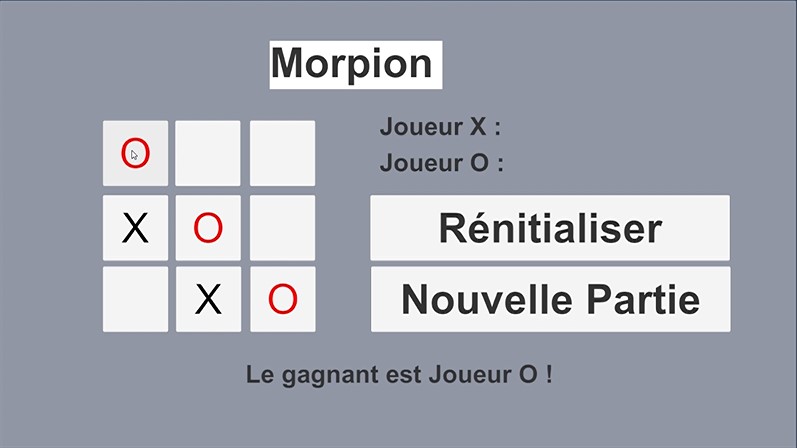 Morpion
Joueur X :
Joueur O :
O
X O
X O
Rénitialiser
Nouvelle Partie
Le gagnant est Joueur O !